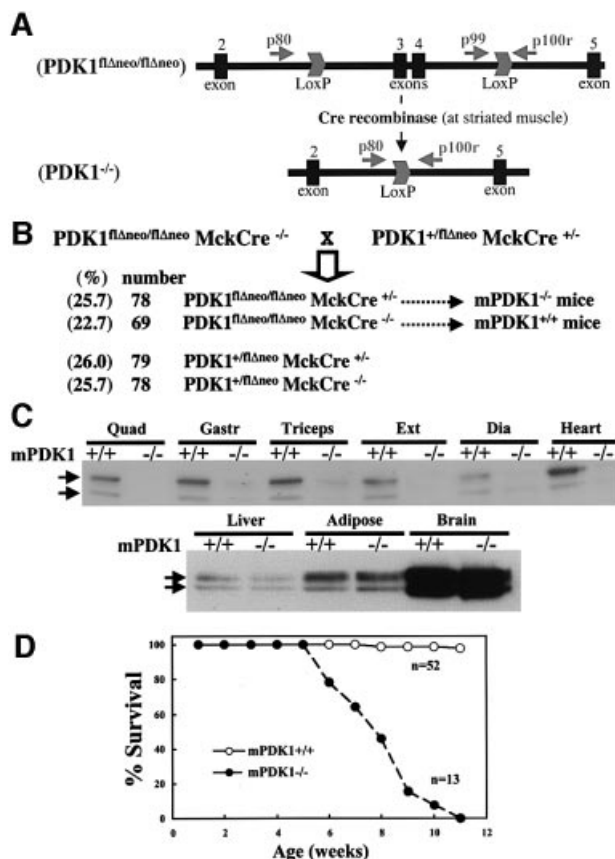 A
2 p80 3 4 p99 p100r 5
(PDK1flΔneo/flΔneo)
exon LoxP exons LoxP exon
Cre recombinase (at striated muscle)
2 p80 p100r 5
(PDK1-/-)
exon LoxP exon
B
PDK1flΔneo/flΔneo MckCre -/- X PDK1+/flΔneo MckCre +/-
(%) number
(25.7) 78 PDK1flΔneo/flΔneo MckCre +/- mPDK1-/- mice
(22.7) 69 PDK1flΔneo/flΔneo MckCre -/- mPDK1+/+ mice
(26.0) 79 PDK1+/flΔneo MckCre +/-
(25.7) 78 PDK1+/flΔneo MckCre -/-
C
Quad Gastr Triceps Ext Dia Heart
mPDK1 +/+ -/- +/+ -/- +/+ -/- +/+ -/- +/+ -/- +/+ -/-
Liver Adipose Brain
mPDK1 +/+ -/- +/+ -/- +/+ -/-
D
100
80
60
40
20
0
% Survival
n=52
mPDK1+/+
mPDK1-/-
n=13
0 2 4 6 8 10 12
Age (weeks)